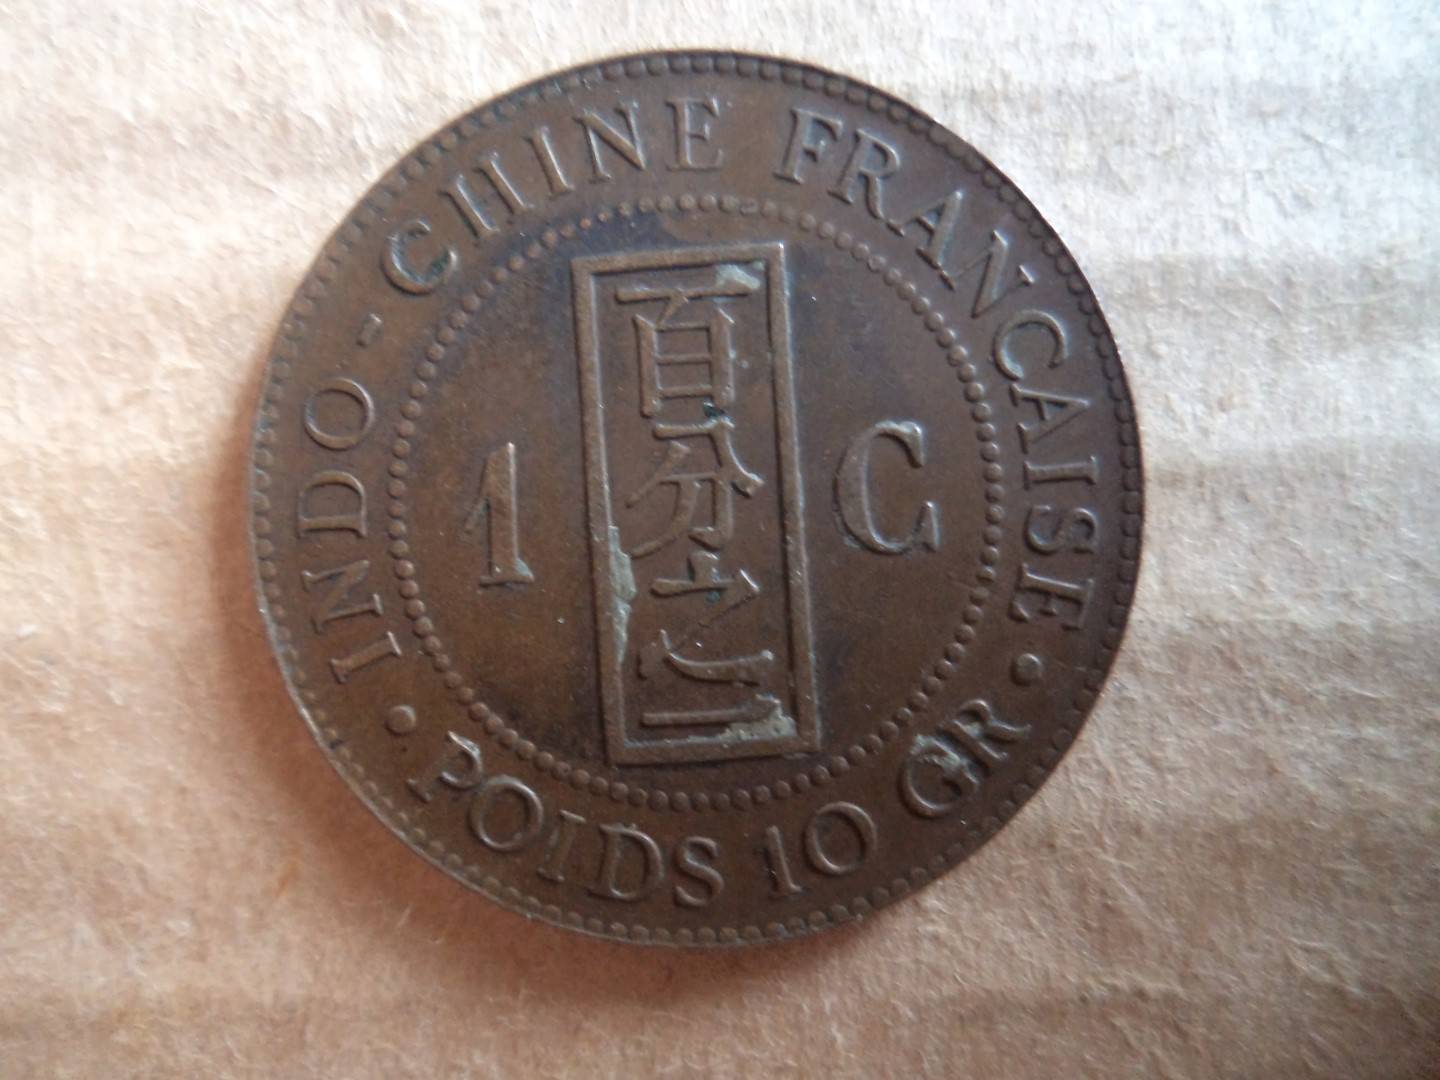 INDO-CHINE FRANCAISE
1
百分之一
C
• POIDS 10 GR •